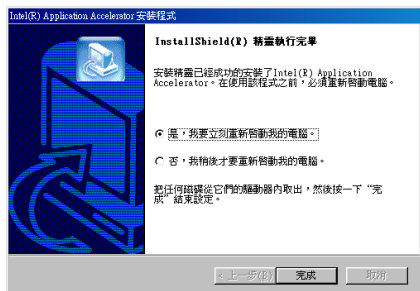 Intel(R) Application Accelerator 安裝程式
InstallShield(R) 精靈執行完畢
安裝精靈已經成功的安裝了Intel(R) Application
Accelerator。在使用該程式之前，必須重新啓動電腦。
是，我要立刻重新啓動我的電腦。
否，我稍後才要重新啓動我的電腦。
把任何磁碟從它們的驅動器內取出，然後按一下 “完
成” 結束設定。
< 上一步(B)
完成
取消